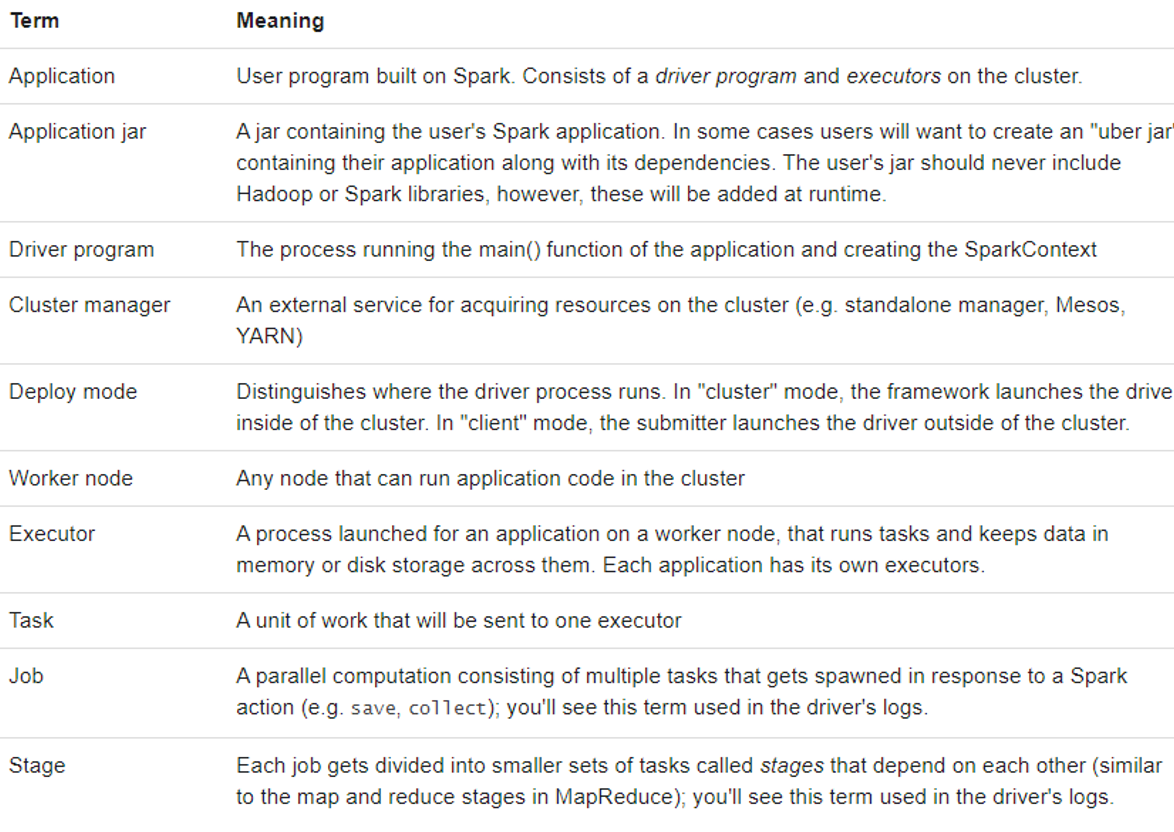 Term Meaning
Application User program built on Spark. Consists of a driver program and executors on the cluster.
Application jar A jar containing the user's Spark application. In some cases users will want to create an "uber jar"
containing their application along with its dependencies. The user's jar should never include
Hadoop or Spark libraries, however, these will be added at runtime.
Driver program The process running the main() function of the application and creating the SparkContext
Cluster manager An external service for acquiring resources on the cluster (e.g. standalone manager, Mesos,
YARN)
Deploy mode Distinguishes where the driver process runs. In "cluster" mode, the framework launches the drive
inside of the cluster. In "client" mode, the submitter launches the driver outside of the cluster.
Worker node Any node that can run application code in the cluster
Executor A process launched for an application on a worker node, that runs tasks and keeps data in
memory or disk storage across them. Each application has its own executors.
Task A unit of work that will be sent to one executor
Job A parallel computation consisting of multiple tasks that gets spawned in response to a Spark
action (e.g. save, collect); you'll see this term used in the driver's logs.
Stage Each job gets divided into smaller sets of tasks called stages that depend on each other (similar
to the map and reduce stages in MapReduce); you'll see this term used in the driver's logs.